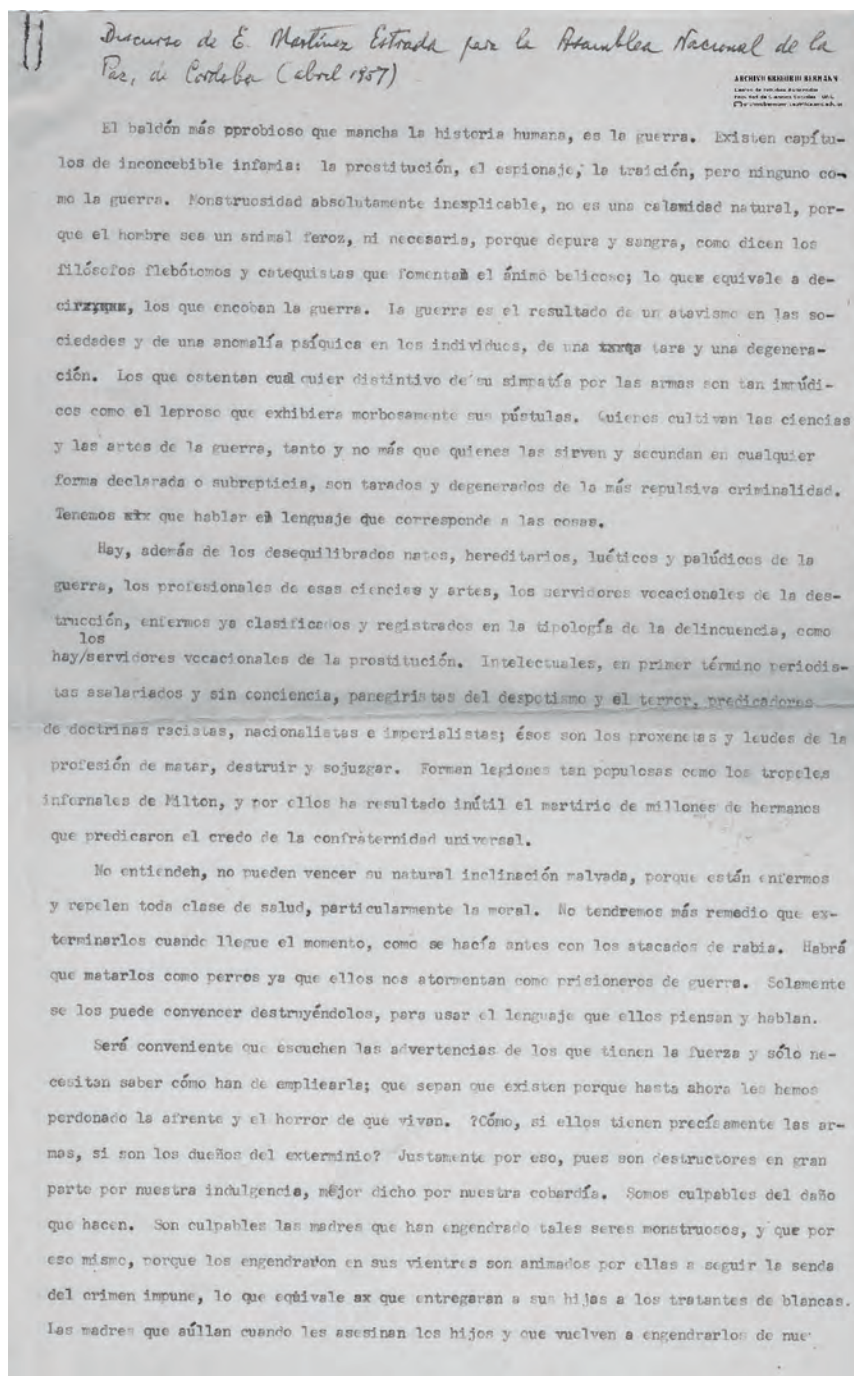 Discurso de E. Martínez Estrada para la Asamblea Nacional de la
Paz, de Cordoba (abril 1957)
ARCHIVO GREGORIO BERMANN
El baldón más pprobioso que mancha la historia humana, es la guerra. Existen capítu-
los de inconcebible infamia: la prostitución, el espionaje, la traición, pero ninguno co-
mo la guerra. Monstruosidad absolutamente inexplicable, no es una calamidad natural, por-
que el hombre sea un animal feroz, ni necesaria, porque depura y sangra, como dicen los
filósofos flebótomos y catequistas que fomentan el ánimo belicoso; lo que equivale a de-
cir, los que encoban la guerra. La guerra es el resultado de un atavismo en las so-
ciedades y de una anomalía psíquica en los individuos, de una tara y una degenera-
ción. Los que ostentan cualquier distintivo de su simpatía por las armas son tan impúdi-
cos como el leproso que exhibiera morbosamente sus pústulas. Quienes cultivan las ciencias
y las artes de la guerra, tanto y no más que quienes las sirven y secundan en cualquier
forma declarada o subrepticia, son tarados y degenerados de la más repulsiva criminalidad.
Tenemos que hablar el lenguaje que corresponde a las cosas.
Hay, además de los desequilibrados natos, hereditarios, luéticos y palúdicos de la
guerra, los profesionales de esas ciencias y artes, los servidores vocacionales de la des-
trucción, enfermos ya clasificados y registrados en la tipología de la delincuencia, como
los
hay/servidores vocacionales de la prostitución. Intelectuales, en primer término periodis-
tas asalariados y sin conciencia, panegiristas del despotismo y el terror, predicadores
de doctrinas racistas, nacionalistas e imperialistas; ésos son los proxenetas y leudes de la
profesión de matar, destruir y sojuzgar. Forman legiones tan populosas como los tropeles
infernales de Milton, y por ellos ha resultado inútil el martirio de millones de hermanos
que predicaron el credo de la confraternidad universal.
No entienden, no pueden vencer su natural inclinación malvada, porque están enfermos
y repelen toda clase de salud, particularmente la moral. No tendremos más remedio que ex-
terminarlos cuando llegue el momento, como se hacía antes con los atacados de rabia. Habrá
que matarlos como perros ya que ellos nos atormentan como prisioneros de guerra. Solamente
se los puede convencer destruyéndolos, para usar el lenguaje que ellos piensan y hablan.
Será conveniente que escuchen las advertencias de los que tienen la fuerza y sólo ne-
cesitan saber cómo han de emplearla; que sepan que existen porque hasta ahora les hemos
perdonado la afrenta y el horror de que vivan. ?Cómo, si ellos tienen precísamente las ar-
mas, si son los dueños del exterminio? Justamente por eso, pues son destructores en gran
parte por nuestra indulgencia, mejor dicho por nuestra cobardía. Somos culpables del daño
que hacen. Son culpables las madres que han engendrado tales seres monstruosos, y que por
eso mismo, porque los engendraron en sus vientres son animados por ellas a seguir la senda
del crimen impune, lo que equivale ax que entregaran a sus hijas a los tratantes de blancas.
Las madres que aúllan cuando les asesinan los hijos y que vuelven a engendrarlos de nue